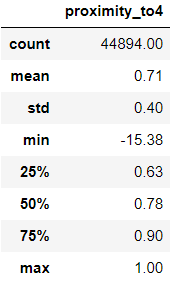 proximity_to4
count 44894.00
mean 0.71
std 0.40
min -15.38
25% 0.63
50% 0.78
75% 0.90
max 1.00